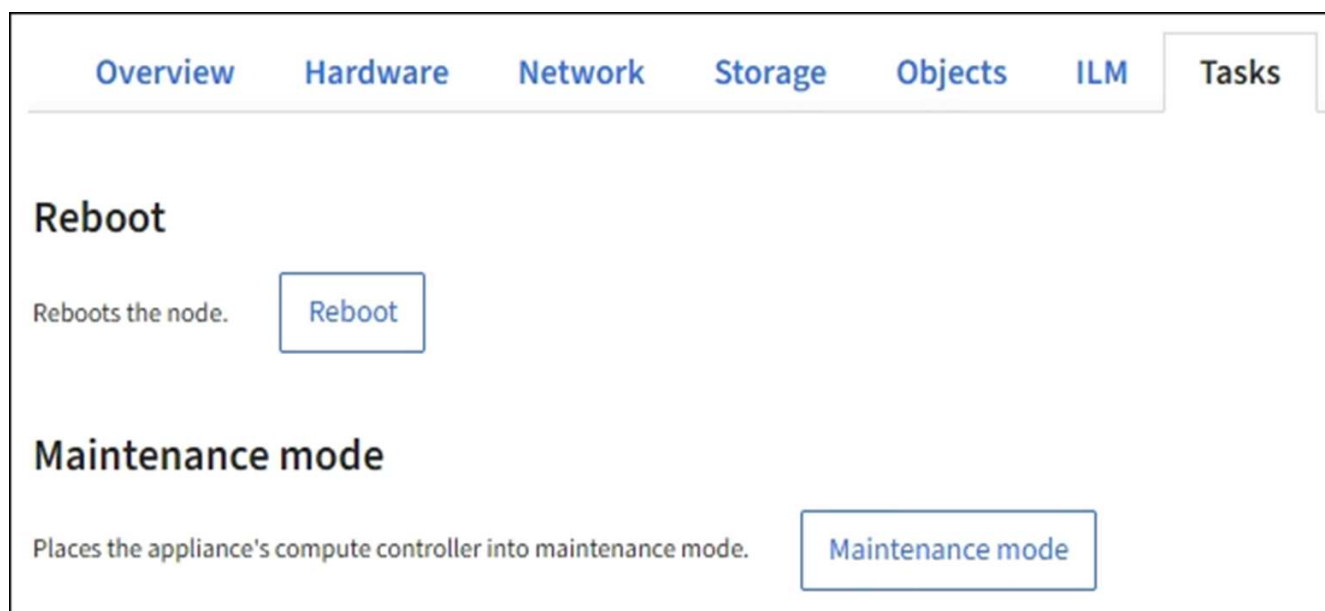 Overview Hardware Network Storage Objects ILM Tasks
Reboot
Reboots the node. Reboot
Maintenance mode
Places the appliance's compute controller into maintenance mode. Maintenance mode